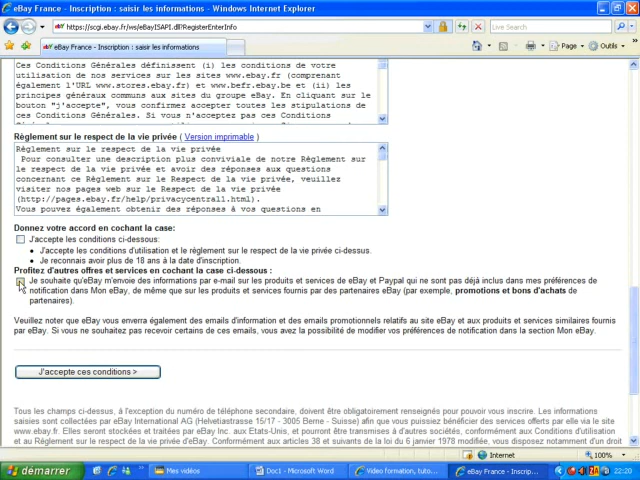 eBay France - Inscription : saisir les informations - Windows Internet Explorer
https://scgi.ebay.fr/ws/eBayISAPI.dll?RegisterEnterInfo
Live Search
eBay France - Inscription : saisir les informations
Page
Outils
Ces Conditions Générales définissent (i) les conditions de votre
utilisation de nos services sur les sites www.ebay.fr (comprenant
également l'URL www.stores.ebay.fr) et www.befr.ebay.be et (ii) les
principes généraux communs aux sites du groupe eBay. En cliquant sur le
bouton "j'accepte", vous confirmez accepter toutes les stipulations de
ces Conditions Générales. Si vous n'acceptez pas ces Conditions
Règlement sur le respect de la vie privée ( Version imprimable )
Règlement sur le respect de la vie privée
Pour consulter une description plus conviviale de notre Règlement sur
le respect de la vie privée et avoir des réponses aux questions
concernant ce Règlement sur le Respect de la vie privée, veuillez
visiter nos pages web sur le Respect de la vie privée
(http://pages.ebay.fr/help/privacycentral1.html).
Vous pouvez également obtenir des réponses à vos questions en
Donnez votre accord en cochant la case:
J'accepte les conditions ci-dessous:
• J'accepte les conditions d'utilisation et le règlement sur le respect de la vie privé ci-dessus.
• Je reconnais avoir plus de 18 ans à la date d'inscription.
Profitez d'autres offres et services en cochant la case ci-dessous :
Je souhaite qu'eBay m'envoie des informations par e-mail sur les produits et services de eBay et Paypal qui ne sont pas déjà inclus dans mes préférences de
notification dans Mon eBay, de même que sur les produits et services fournis par des partenaires eBay (par exemple, promotions et bons d'achats de
partenaires).
Veuillez noter que eBay vous enverra également des emails d'information et des emails promotionnels relatifs au site eBay et aux produits et services similaires fournis
par eBay. Si vous ne souhaitez pas recevoir certains de ces emails, vous avez la possibilité de modifier vos préférences de notification dans la section Mon eBay.
J'accepte ces conditions >
Tous les champs ci-dessus, à l'exception du numéro de téléphone secondaire, doivent être obligatoirement renseignés pour pouvoir vous inscrire. Les informations
saisies sont collectées par eBay International AG (Helvetiastrasse 15/17 - 3005 Berne - Suisse) afin que vous puissiez bénéficier des services offerts par elle via le site
www.ebay.fr. Elles seront stockées et traitées par eBay Inc. aux Etats-Unis, et pourront être transmises à d'autres sociétés, conformément aux Conditions d'utilisation
et au Règlement sur le respect de la vie privée d'eBay. Conformément aux articles 38 et suivants de la loi du 6 janvier 1978 modifiée, vous disposez notamment d'un droit
Internet
100%
démarrer
Mes vidéos
Doc1 - Microsoft Word
Video formation, tuto...
eBay France - Inscrip...
22:20